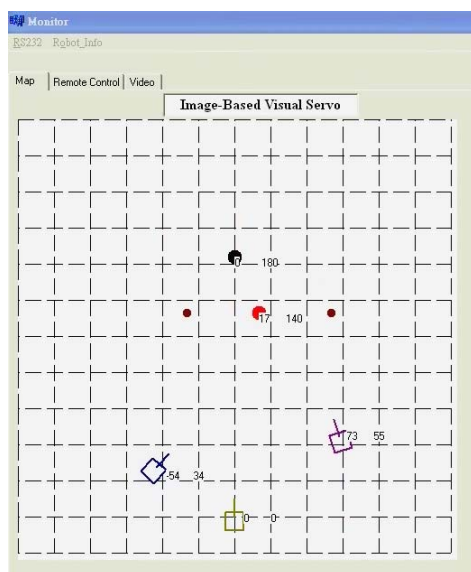 Monitor
RS232 Robot_Info
Map Remote Control Video
Image-Based Visual Servo
0 180
17 140
73 55
-54 34
0 0